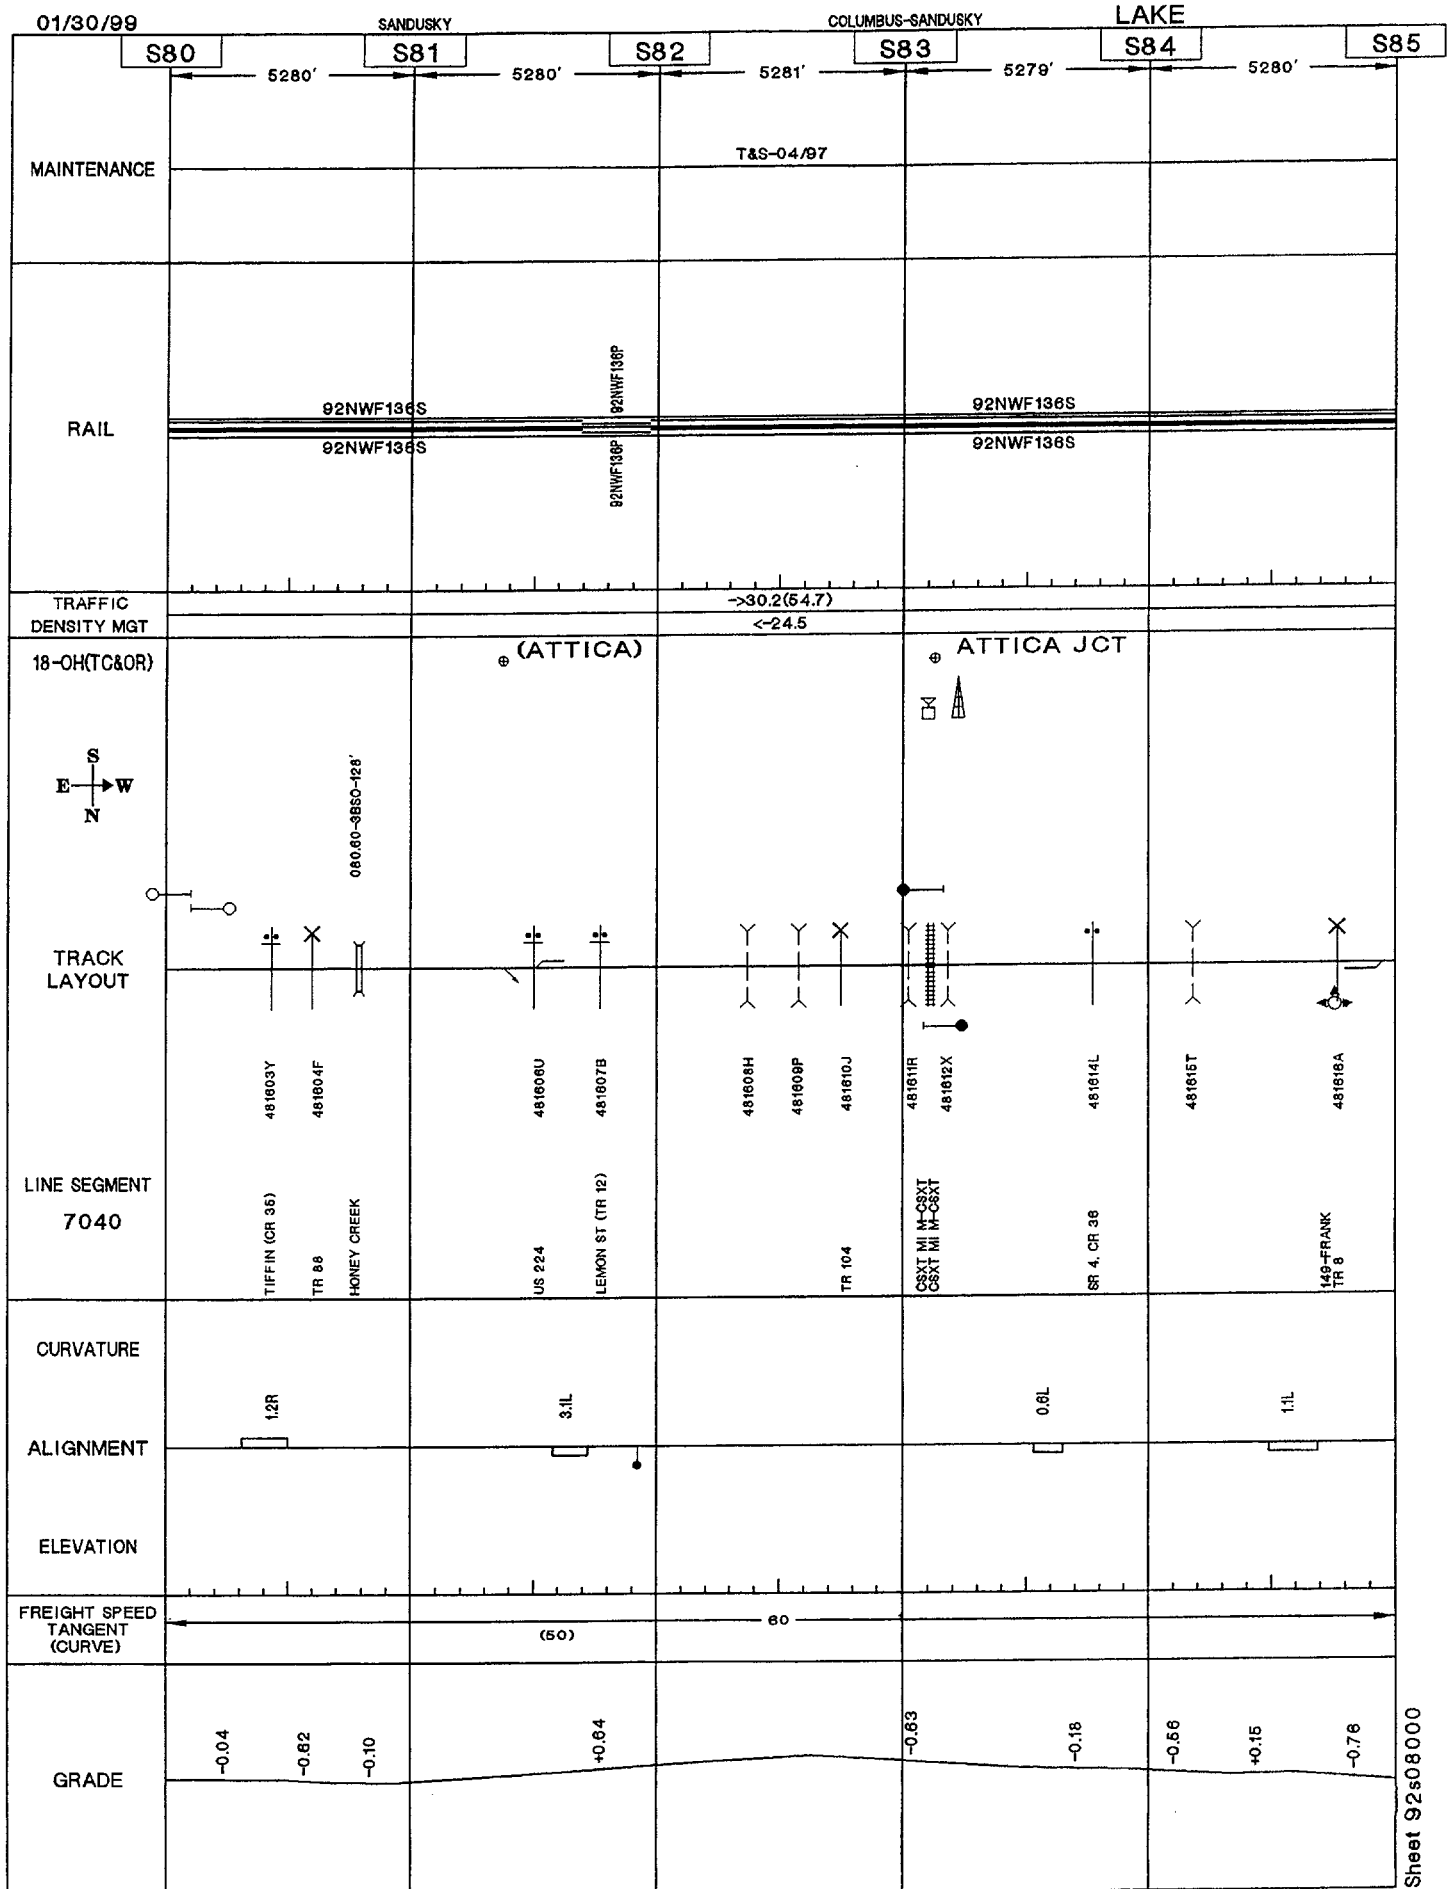 01/30/99
SANDUSKY
COLUMBUS-SANDUSKY
LAKE
S80 S81 S82 S83 S84 S85
5280' 5280' 5281' 5279' 5280'
MAINTENANCE
T&S-04/97
RAIL
92NWF136S
92NWF136P
92NWF136S
92NWF136S
92NWF136P
92NWF136S
TRAFFIC
DENSITY MGT
->30.2(54.7)
<-24.5
18-OH(TC&OR)
(ATTICA)
ATTICA JCT
S
E W
N
080.60-3BSO-128'
TRACK
LAYOUT
481603Y
481604F
481606U
481607B
481608H
481609P
481610J
481611R
481612X
481614L
481615T
481616A
LINE SEGMENT
7040
TIFFIN (CR 35)
TR 88
HONEY CREEK
US 224
LEMON ST (TR 12)
TR 104
CSXT MI M-CSXT
CSXT MI M-CSXT
SR 4, CR 36
149-FRANK
TR 8
CURVATURE
1.2R
3.1L
0.6L
1.1L
ALIGNMENT
ELEVATION
FREIGHT SPEED
TANGENT
(CURVE)
60
(50)
GRADE
-0.04
-0.62
-0.10
+0.64
-0.63
-0.18
-0.56
+0.15
-0.76
Sheet 92s08000